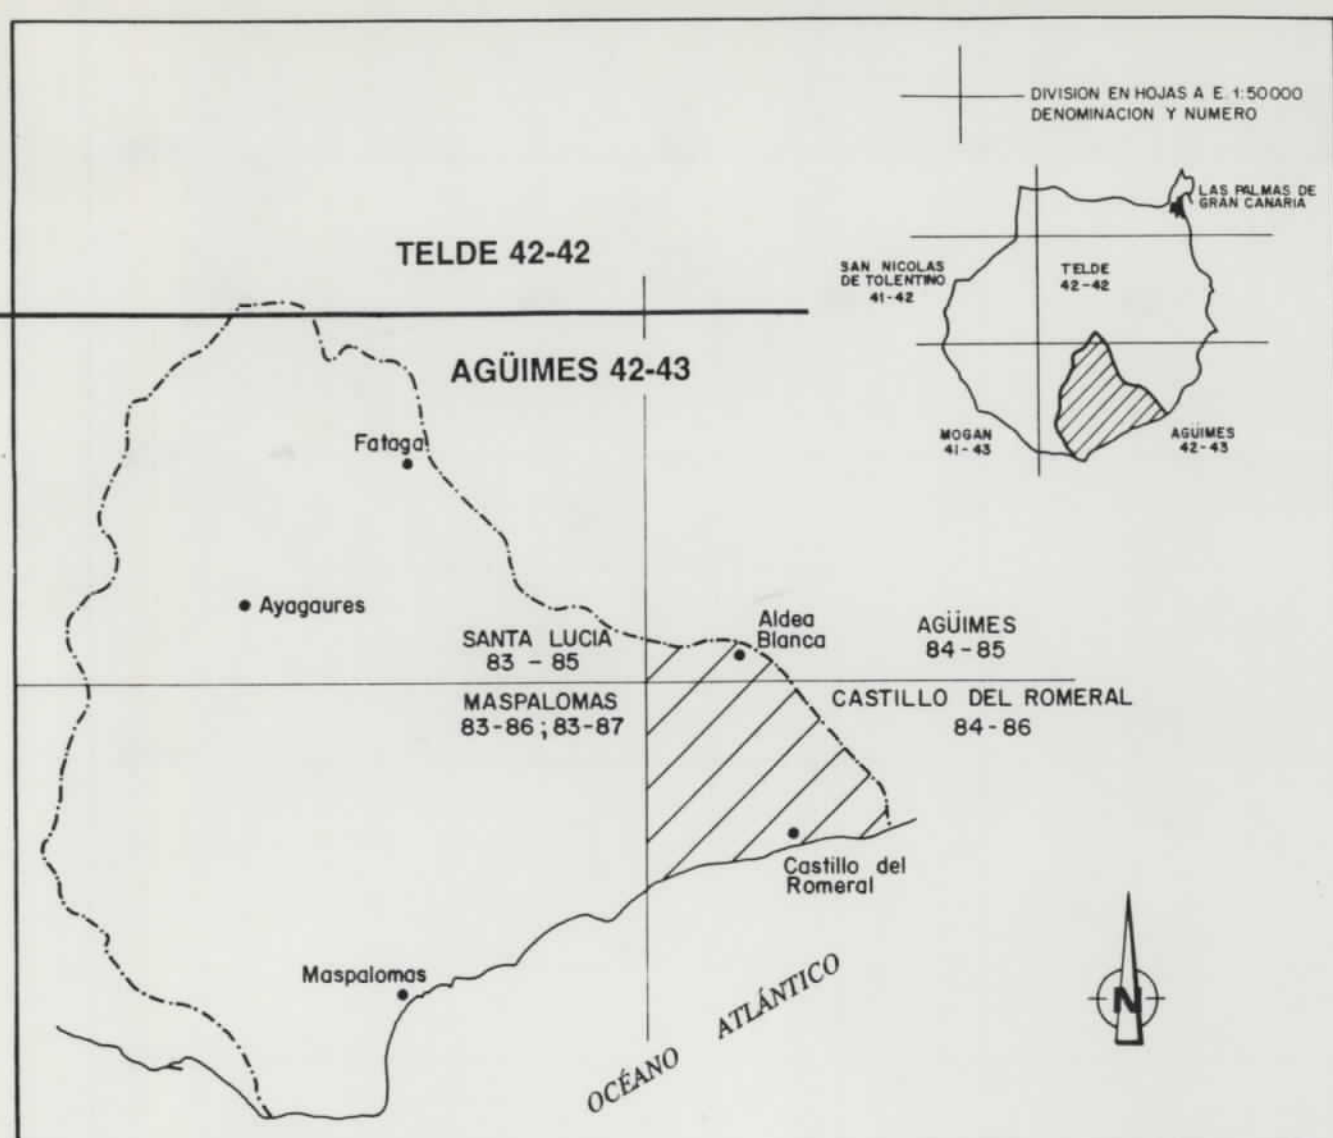 DIVISION EN HOJAS A E. 1:50000
DENOMINACION Y NUMERO
LAS PALMAS DE
GRAN CANARIA
SAN NICOLAS
DE TOLENTINO
41-42
TELDE
42-42
MOGAN
41-43
AGÜIMES
42-43
TELDE 42-42
AGÜIMES 42-43
Fataga
Ayagaures
SANTA LUCIA
83 - 85
Aldea
Blanca
AGÜIMES
84-85
MASPALOMAS
83-86 ; 83-87
CASTILLO DEL ROMERAL
84-86
Castillo del
Romeral
Maspalomas
OCÉANO ATLÁNTICO
N